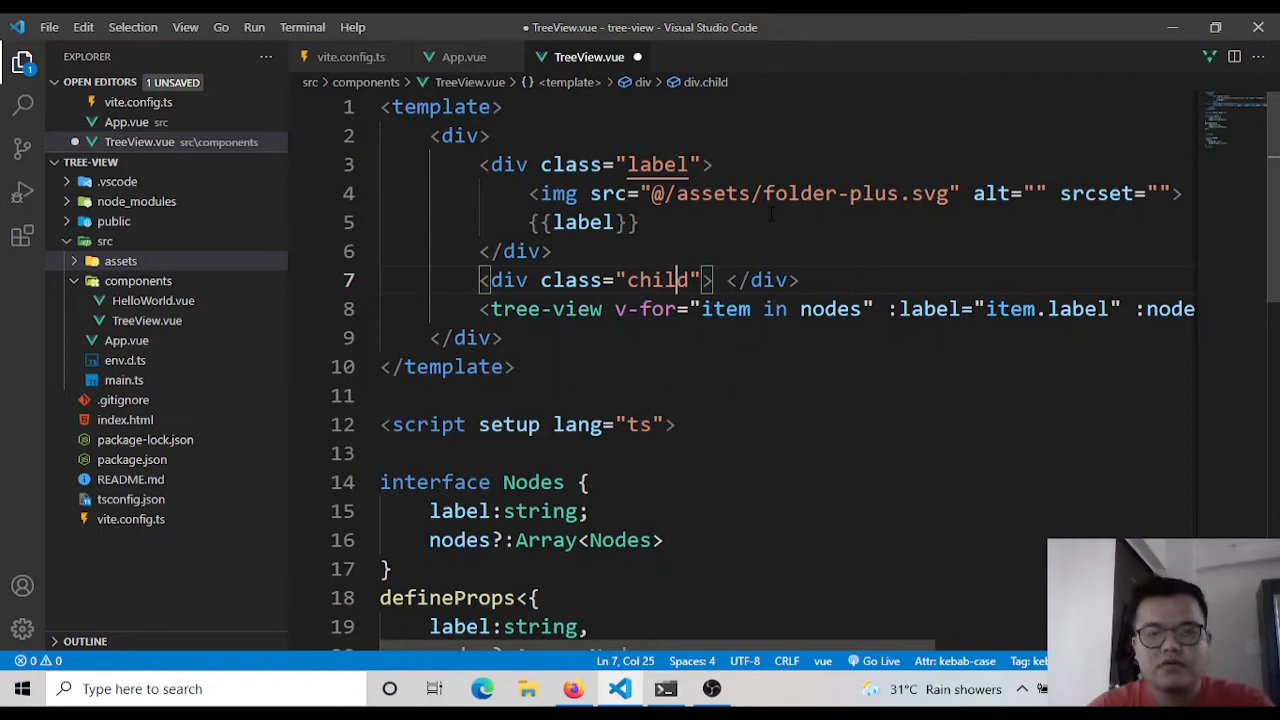 File Edit Selection View Go Run Terminal Help
● TreeView.vue - tree-view - Visual Studio Code
EXPLORER
OPEN EDITORS 1 UNSAVED
vite.config.ts
App.vue src
TreeView.vue src\components
TREE-VIEW
.vscode
node_modules
public
src
assets
components
HelloWorld.vue
TreeView.vue
App.vue
env.d.ts
main.ts
.gitignore
index.html
package-lock.json
package.json
README.md
tsconfig.json
vite.config.ts
OUTLINE
1
vite.config.ts App.vue TreeView.vue
src > components > TreeView.vue > {} <template> > div > div.child
1 <template>
2 <div>
3 <div class="label">
4 <img src="@/assets/folder-plus.svg" alt="" srcset="">
5 {{label}}
6 </div>
7 <div class="child"> </div>
8 <tree-view v-for="item in nodes" :label="item.label" :node
9 </div>
10 </template>
11
12 <script setup lang="ts">
13
14 interface Nodes {
15 label:string;
16 nodes?:Array<Nodes>
17 }
18 defineProps<{
19 label:string,
0 0 Ln 7, Col 25 Spaces: 4 UTF-8 CRLF vue Go Live Attr: kebab-case Tag: ke
Type here to search
31°C Rain showers